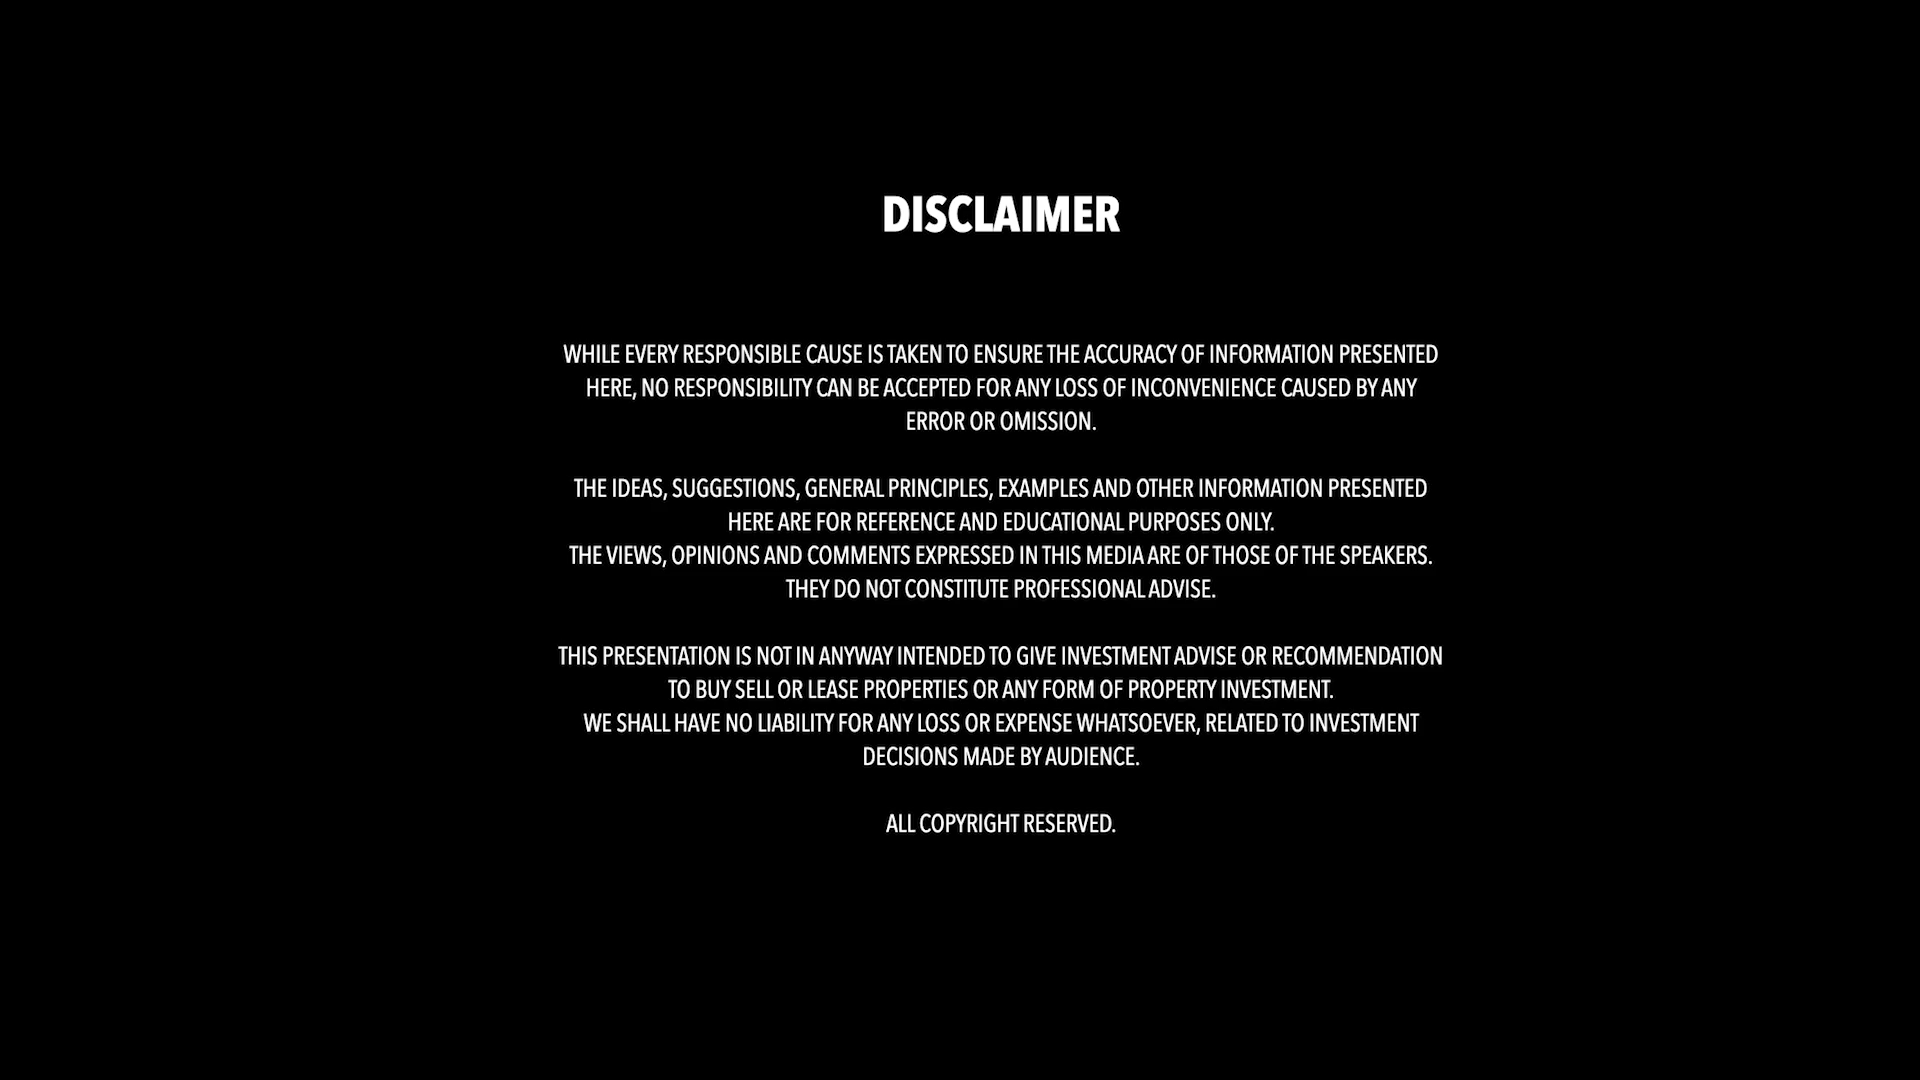 DISCLAIMER
WHILE EVERY RESPONSIBLE CAUSE IS TAKEN TO ENSURE THE ACCURACY OF INFORMATION PRESENTED
HERE, NO RESPONSIBILITY CAN BE ACCEPTED FOR ANY LOSS OF INCONVENIENCE CAUSED BY ANY
ERROR OR OMISSION.
THE IDEAS, SUGGESTIONS, GENERAL PRINCIPLES, EXAMPLES AND OTHER INFORMATION PRESENTED
HERE ARE FOR REFERENCE AND EDUCATIONAL PURPOSES ONLY.
THE VIEWS, OPINIONS AND COMMENTS EXPRESSED IN THIS MEDIA ARE OF THOSE OF THE SPEAKERS.
THEY DO NOT CONSTITUTE PROFESSIONAL ADVISE.
THIS PRESENTATION IS NOT IN ANYWAY INTENDED TO GIVE INVESTMENT ADVISE OR RECOMMENDATION
TO BUY SELL OR LEASE PROPERTIES OR ANY FORM OF PROPERTY INVESTMENT.
WE SHALL HAVE NO LIABILITY FOR ANY LOSS OR EXPENSE WHATSOEVER, RELATED TO INVESTMENT
DECISIONS MADE BY AUDIENCE.
ALL COPYRIGHT RESERVED.